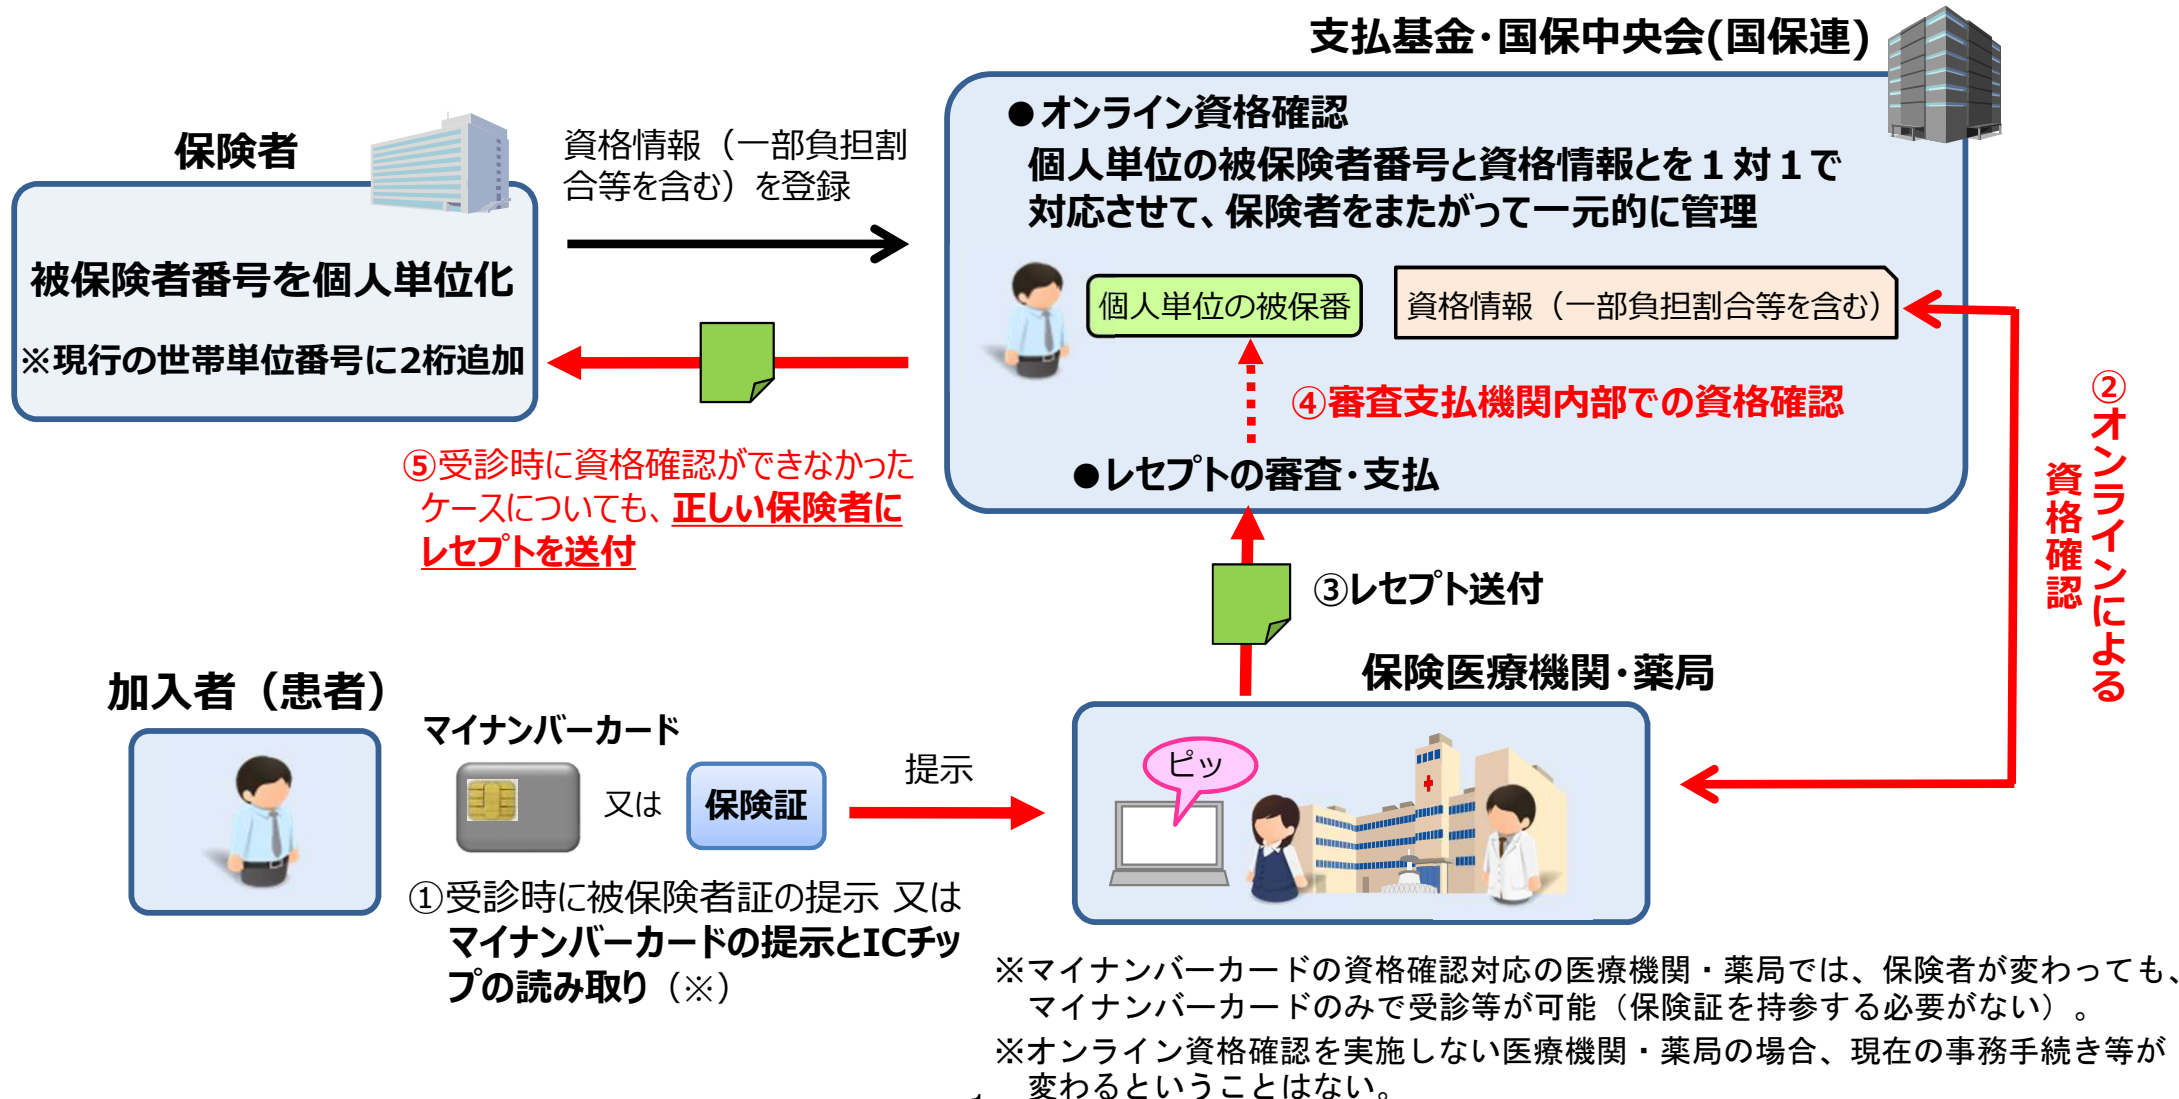 支払基金・国保中央会(国保連)
●オンライン資格確認
個人単位の被保険者番号と資格情報とを１対１で
対応させて、保険者をまたがって一元的に管理
個人単位の被保番
資格情報（一部負担割合等を含む）
④審査支払機関内部での資格確認
●レセプトの審査・支払
保険者
被保険者番号を個人単位化
※現行の世帯単位番号に2桁追加
資格情報（一部負担割
合等を含む）を登録
⑤受診時に資格確認ができなかった
ケースについても、正しい保険者に
レセプトを送付
②オンラインによる
資格確認
③レセプト送付
保険医療機関・薬局
ピッ
加入者（患者）
マイナンバーカード
又は
保険証
提示
①受診時に被保険者証の提示 又は
マイナンバーカードの提示とICチッ
プの読み取り（※）
※マイナンバーカードの資格確認対応の医療機関・薬局では、保険者が変わっても、
マイナンバーカードのみで受診等が可能（保険証を持参する必要がない）。
※オンライン資格確認を実施しない医療機関・薬局の場合、現在の事務手続き等が
変わるということはない。